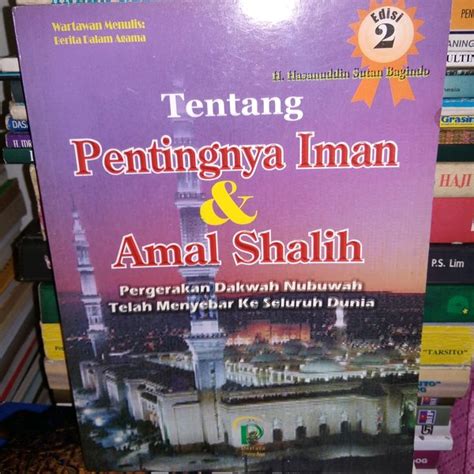 Wartawan Menulis:
Berita Dalam Agama
Edisi
2
H. Hasanuddin Sutan Bagindo
Tentang
Pentingnya Iman
&
Amal Shalih
Pergerakan Dakwah Nubuwah
Telah Menyebar Ke Seluruh Dunia
HAJI
P.S. Lim
"TARSITO"